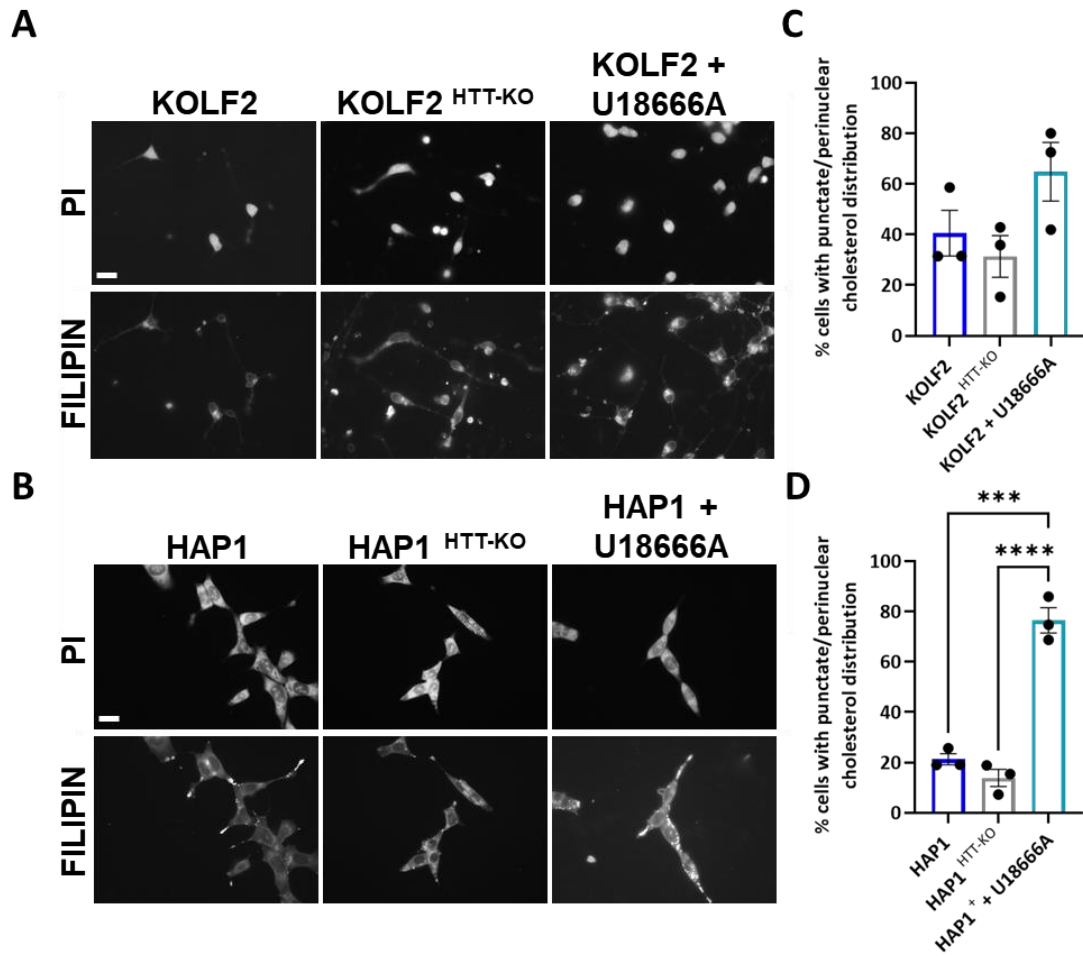 A
KOLF2
KOLF2 HTT-KO
KOLF2 +
U18666A
PI
FILIPIN
B
HAP1
HAP1 HTT-KO
HAP1 +
U18666A
PI
FILIPIN
C
% cells with punctate/perinuclear
cholesterol distribution
100
80
60
40
20
0
KOLF2
KOLF2 HTT-KO
KOLF2 + U18666A
D
***
****
% cells with punctate/perinuclear
cholesterol distribution
100
80
60
40
20
0
HAP1
HAP1 HTT-KO
HAP1 + + U18666A